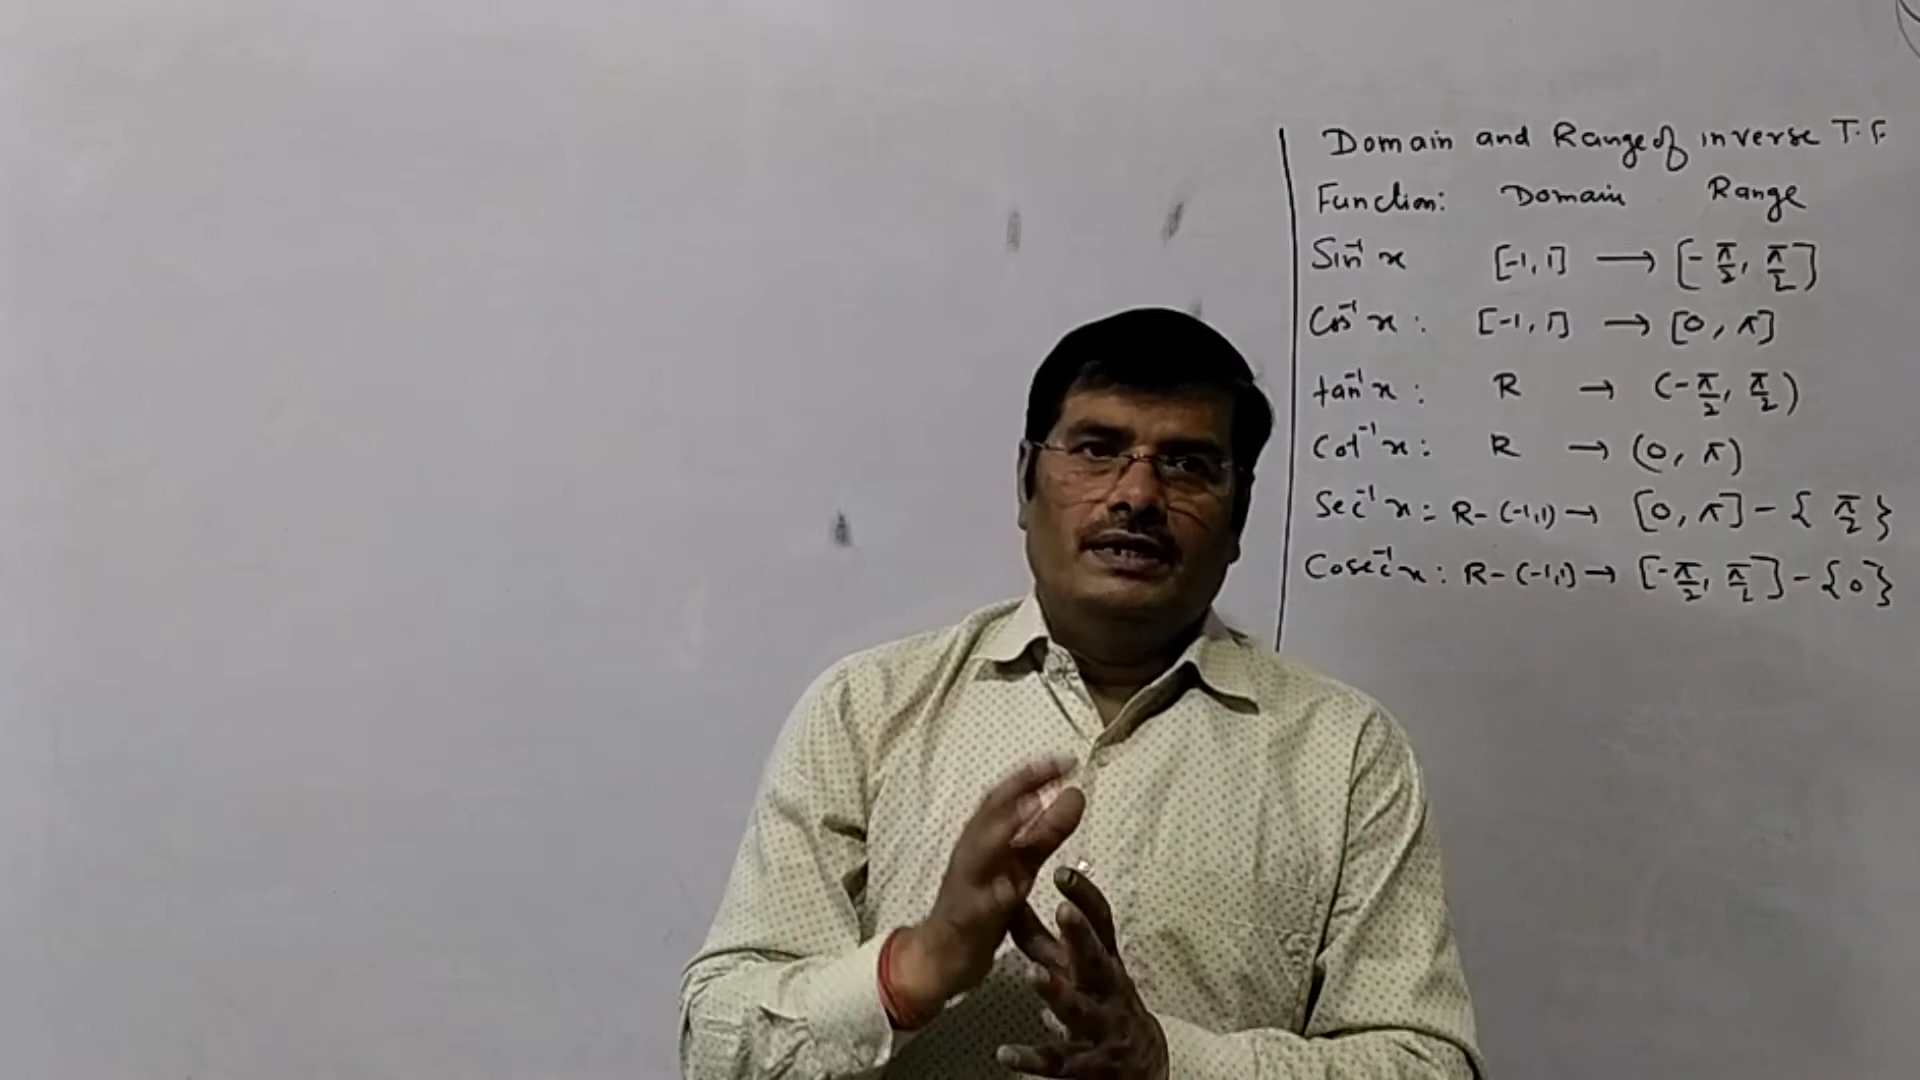 Domain and Range of inverse T.F.
Function: Domain Range
Sin⁻¹ x [-1, 1] → [-π/2, π/2]
Cos⁻¹ x : [-1, 1] → [0, π]
tan⁻¹ x : R → (-π/2, π/2)
Cot⁻¹ x : R → (0, π)
Sec⁻¹ x : R - (-1,1) → [0, π] - { π/2 }
Cosec⁻¹ x : R - (-1,1) → [-π/2, π/2] - {0}